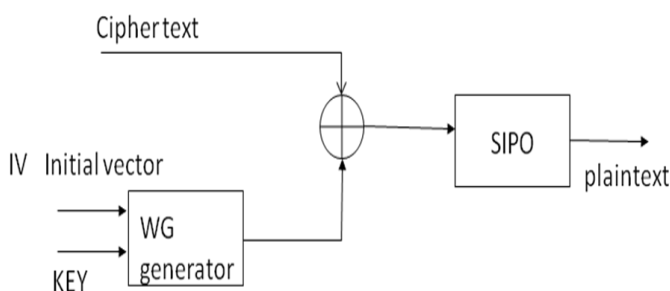 Cipher text
SIPO
plaintext
IV Initial vector
WG
generator
KEY